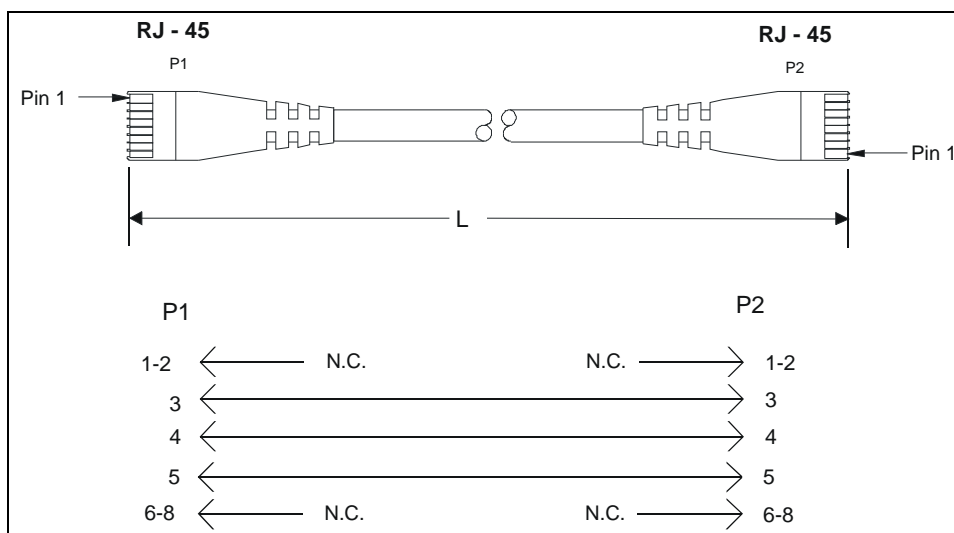 RJ - 45 RJ - 45
P1 P2
Pin 1
Pin 1
L
P1 P2
1-2 N.C. N.C. 1-2
3 3
4 4
5 5
6-8 N.C. N.C. 6-8